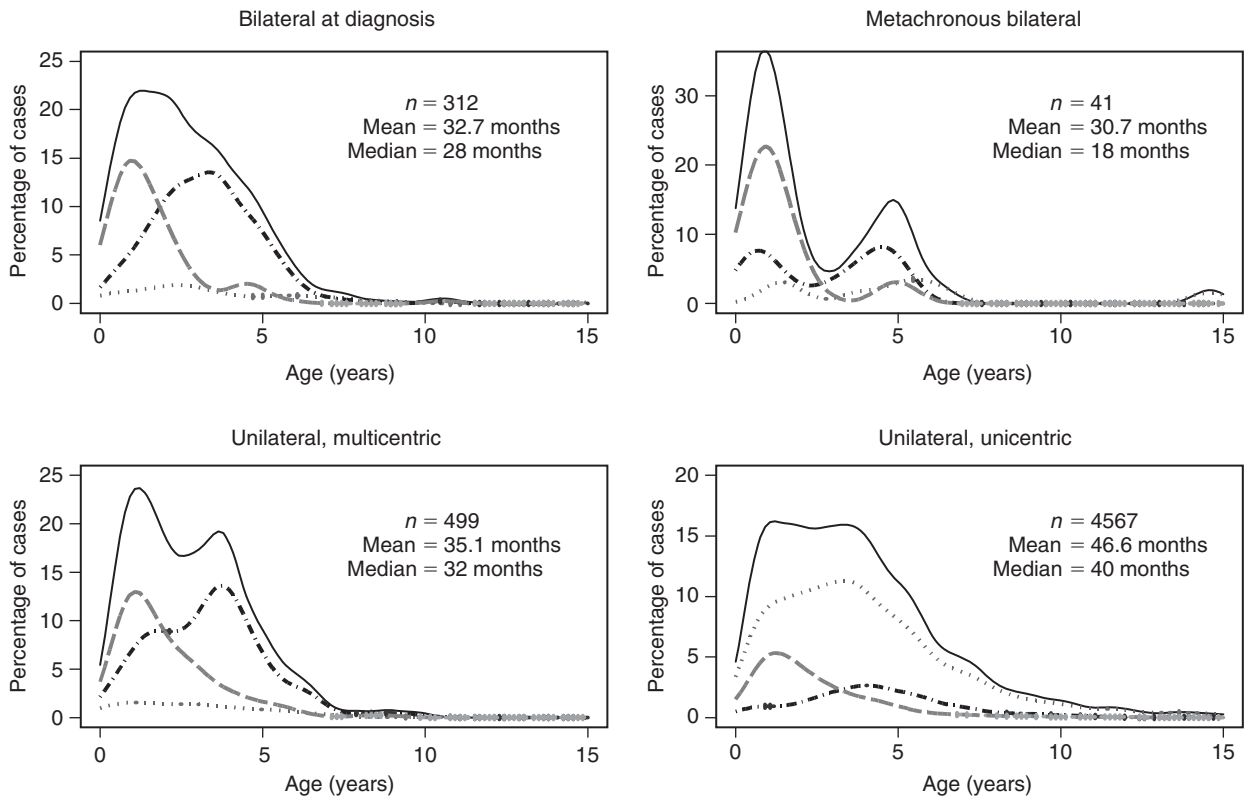 Bilateral at diagnosis
Percentage of cases
25
20
15
10
5
0
n = 312
Mean = 32.7 months
Median = 28 months
0 5 10 15
Age (years)
Metachronous bilateral
Percentage of cases
30
20
10
0
n = 41
Mean = 30.7 months
Median = 18 months
0 5 10 15
Age (years)
Unilateral, multicentric
Percentage of cases
25
20
15
10
5
0
n = 499
Mean = 35.1 months
Median = 32 months
0 5 10 15
Age (years)
Unilateral, unicentric
Percentage of cases
20
15
10
5
0
n = 4567
Mean = 46.6 months
Median = 40 months
0 5 10 15
Age (years)